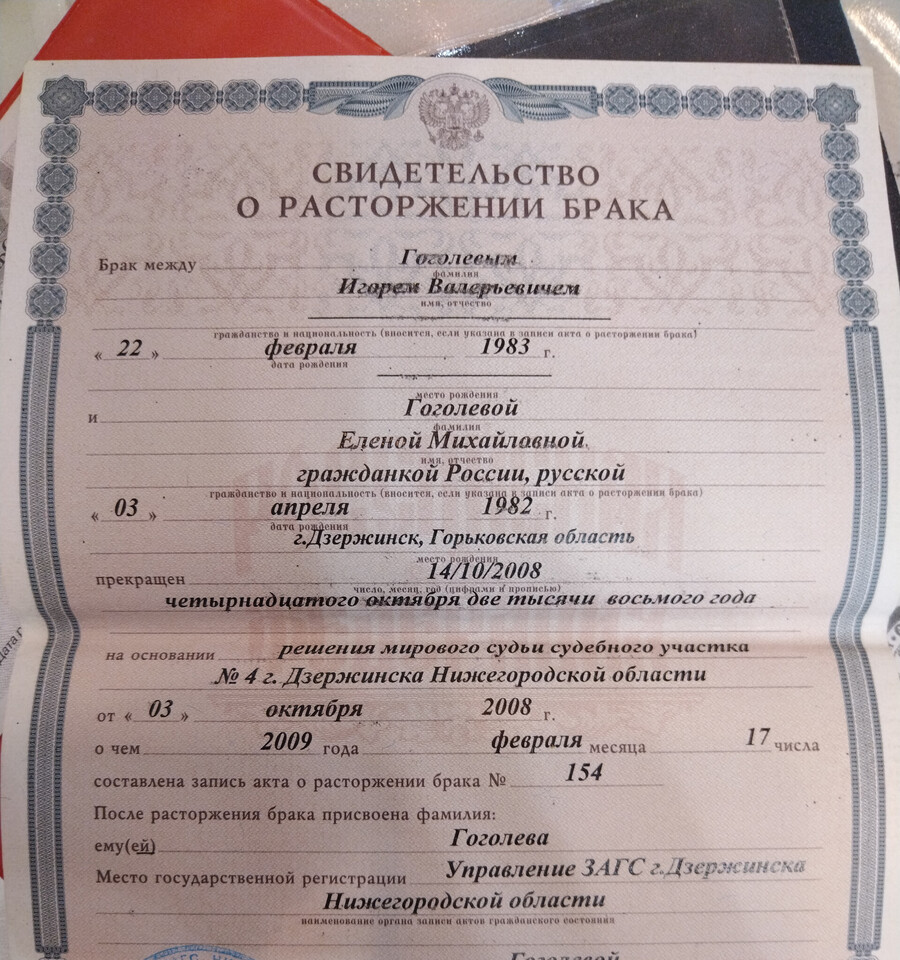 СВИДЕТЕЛЬСТВО
О РАСТОРЖЕНИИ БРАКА
Брак между Гоголевым
фамилия
Игорем Валерьевичем
имя, отчество
гражданство и национальность (вносится, если указана в записи акта о расторжении брака)
« 22 » февраля 1983 г.
дата рождения
место рождения
и Гоголевой
фамилия
Еленой Михайлавной
имя, отчество
гражданкой России, русской
гражданство и национальность (вносится, если указана в записи акта о расторжении брака)
« 03 » апреля 1982 г.
дата рождения
г.Дзержинск, Горьковская область
место рождения
прекращен 14/10/2008
число, месяц, год (цифрами и прописью)
четырнадцатого октября две тысячи восьмого года
на основании решения мирового судьи судебного участка
№ 4 г. Дзержинска Нижегородской области
от « 03 » октября 2008 г.
о чем 2009 года февраля месяца 17 числа
составлена запись акта о расторжении брака № 154
После расторжения брака присвоена фамилия:
ему(ей) Гоголева
Место государственной регистрации Управление ЗАГС г.Дзержинска
Нижегородской области
наименование органа записи актов гражданского состояния
Гоголевой